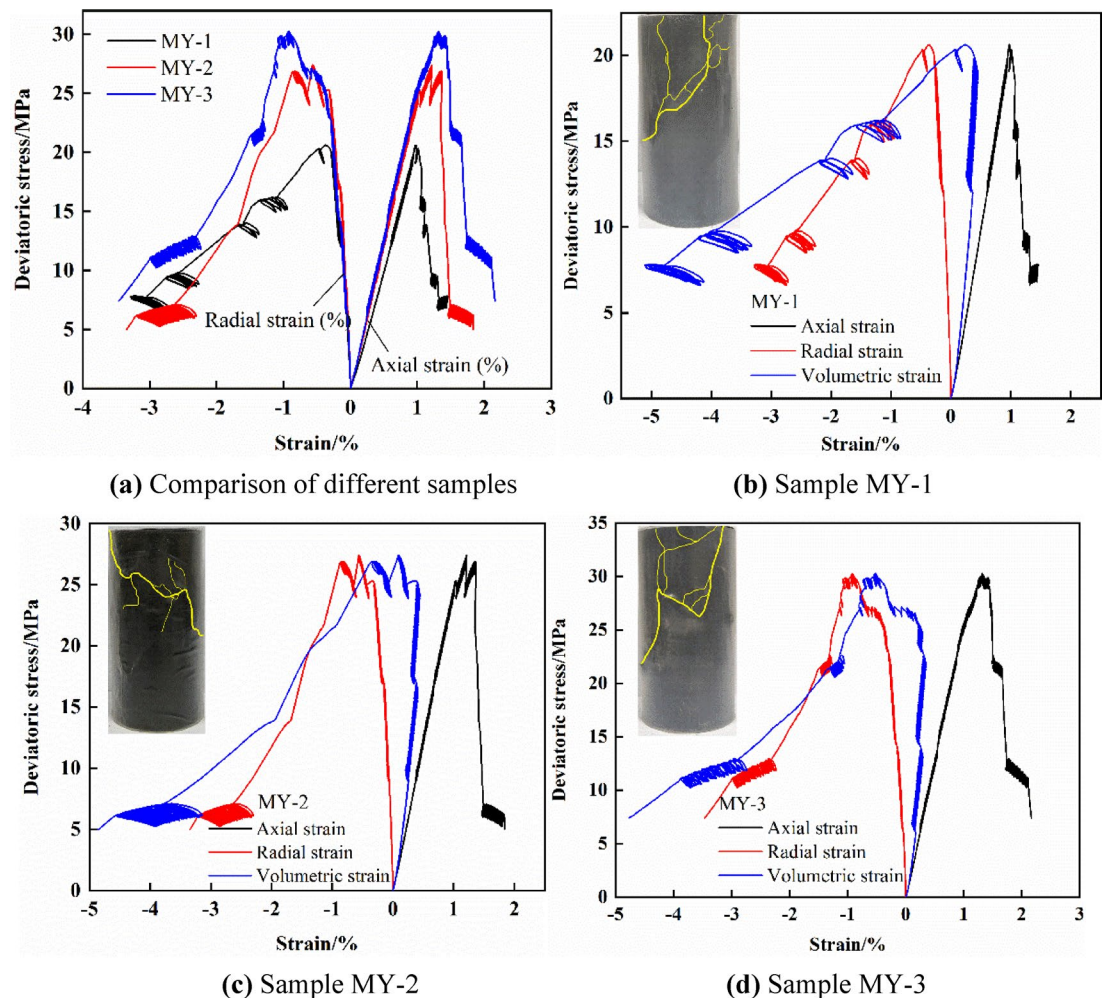 30
25
20
15
10
5
0
Deviatoric stress/MPa
MY-1
MY-2
MY-3
Radial strain (%)
Axial strain (%)
-4 -3 -2 -1 0 1 2 3
Strain/%
(a) Comparison of different samples
20
15
10
5
0
Deviatoric stress/MPa
MY-1
Axial strain
Radial strain
Volumetric strain
-5 -4 -3 -2 -1 0 1 2
Strain/%
(b) Sample MY-1
30
25
20
15
10
5
0
Deviatoric stress/MPa
MY-2
Axial strain
Radial strain
Volumetric strain
-5 -4 -3 -2 -1 0 1 2
Strain/%
(c) Sample MY-2
35
30
25
20
15
10
5
0
Deviatoric stress/MPa
MY-3
Axial strain
Radial strain
Volumetric strain
-5 -4 -3 -2 -1 0 1 2 3
Strain/%
(d) Sample MY-3